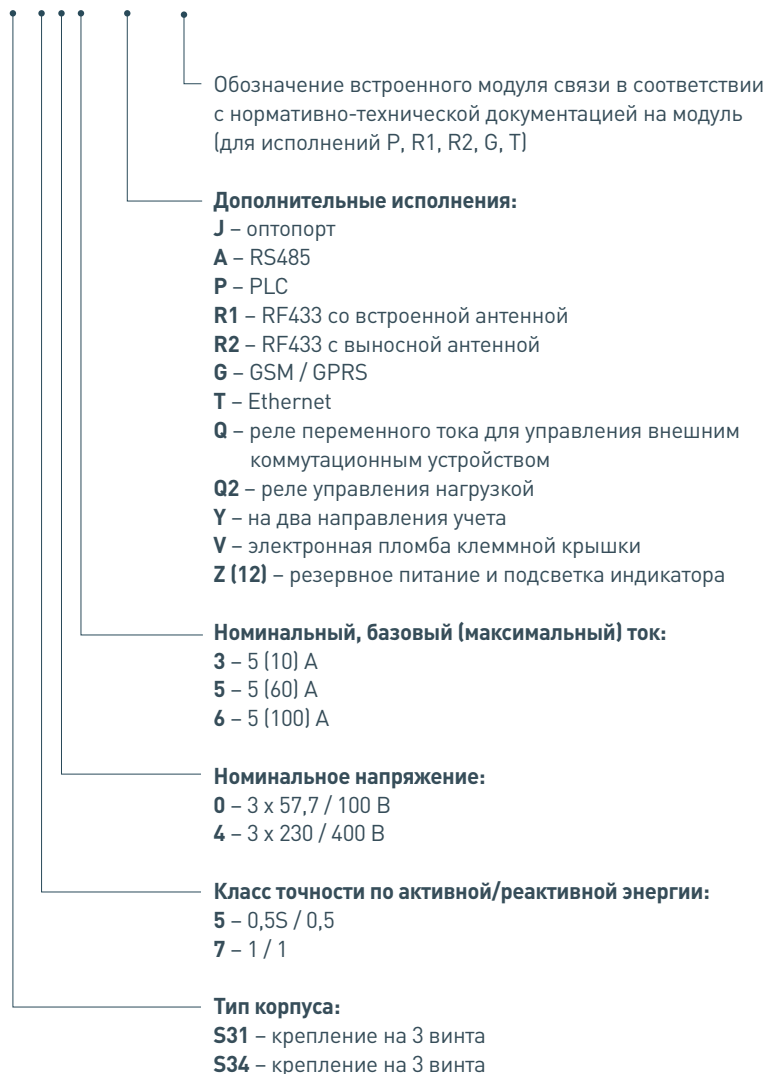 Обозначение встроенного модуля связи в соответствии
с нормативно-технической документацией на модуль
(для исполнений P, R1, R2, G, T)
Дополнительные исполнения:
J – оптопорт
A – RS485
P – PLC
R1 – RF433 со встроенной антенной
R2 – RF433 с выносной антенной
G – GSM / GPRS
T – Ethernet
Q – реле переменного тока для управления внешним
коммутационным устройством
Q2 – реле управления нагрузкой
Y – на два направления учета
V – электронная пломба клеммной крышки
Z (12) – резервное питание и подсветка индикатора
Номинальный, базовый (максимальный) ток:
3 – 5 (10) А
5 – 5 (60) А
6 – 5 (100) А
Номинальное напряжение:
0 – 3 x 57,7 / 100 В
4 – 3 x 230 / 400 В
Класс точности по активной/реактивной энергии:
5 – 0,5S / 0,5
7 – 1 / 1
Тип корпуса:
S31 – крепление на 3 винта
S34 – крепление на 3 винта